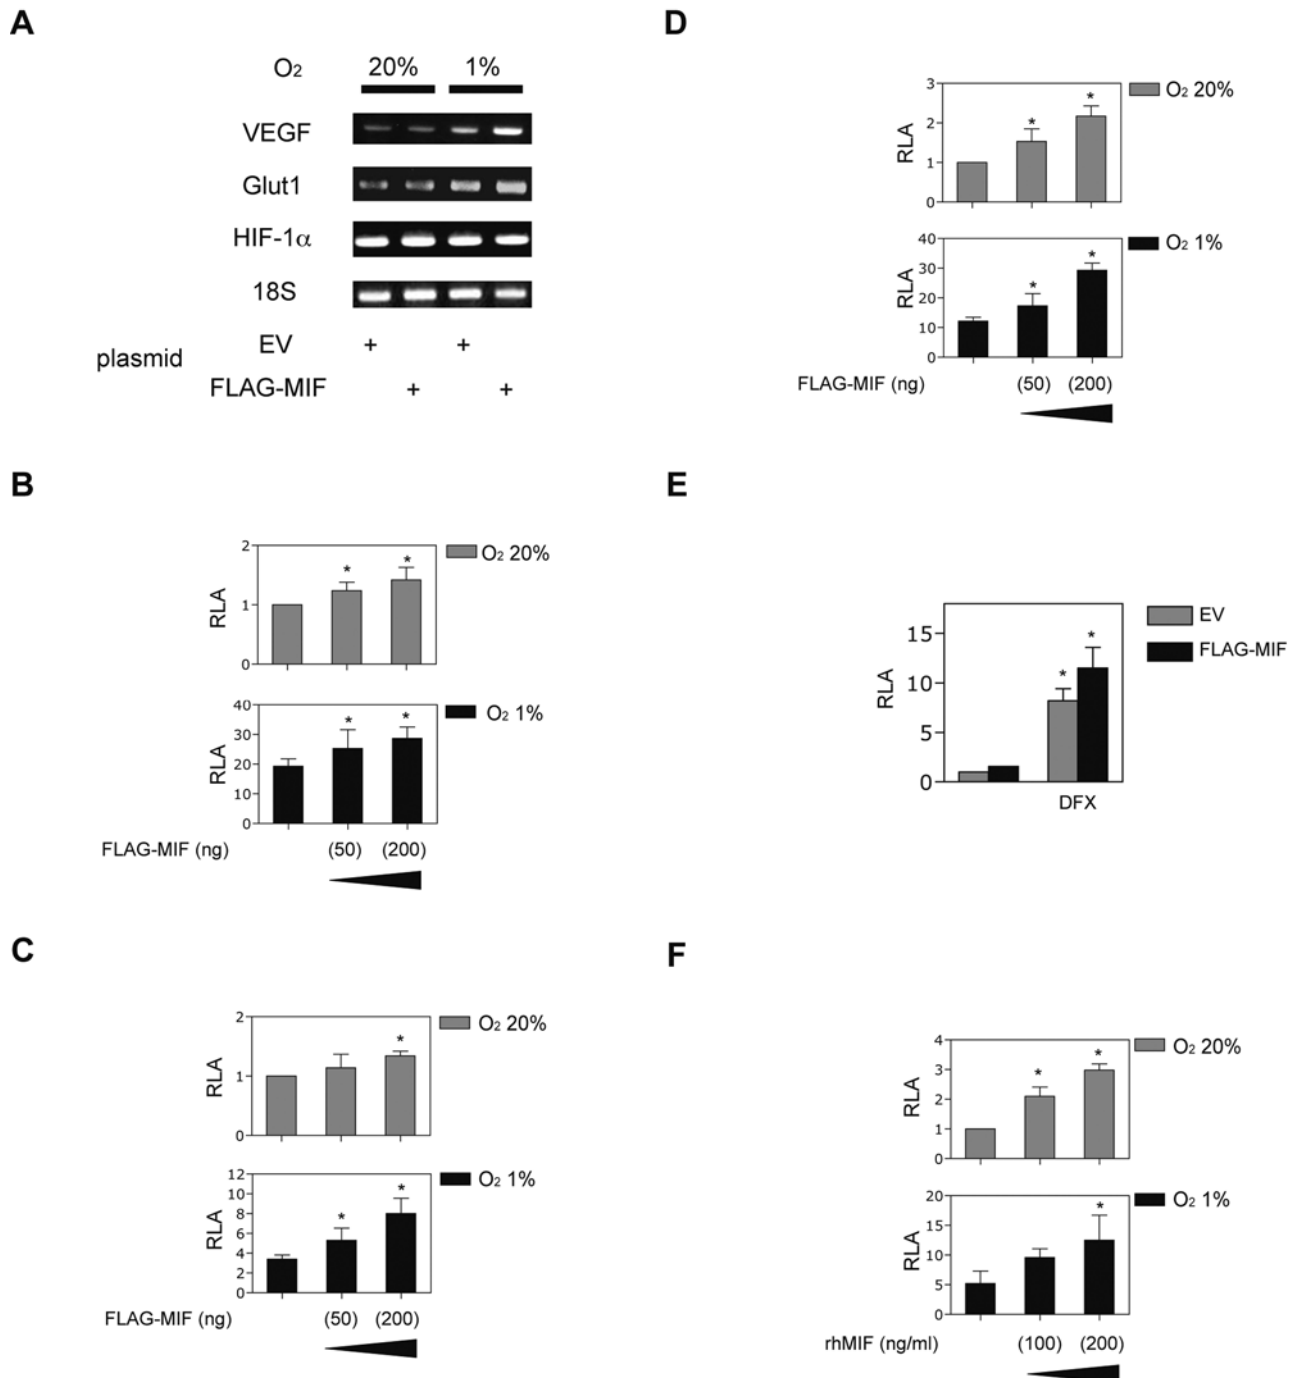 A
O2 20% 1%
VEGF
Glut1
HIF-1α
18S
plasmid
EV + +
FLAG-MIF + +
B
2
1
0
RLA
*
*
O2 20%
40
30
20
10
0
RLA
*
*
O2 1%
FLAG-MIF (ng) (50) (200)
C
2
1
0
RLA
*
O2 20%
12
10
8
6
4
2
0
RLA
*
*
O2 1%
FLAG-MIF (ng) (50) (200)
D
3
2
1
0
RLA
*
*
O2 20%
40
30
20
10
0
RLA
*
*
O2 1%
FLAG-MIF (ng) (50) (200)
E
15
10
5
0
RLA
*
*
EV
FLAG-MIF
DFX
F
4
3
2
1
0
RLA
*
*
O2 20%
20
15
10
5
0
RLA
*
O2 1%
rhMIF (ng/ml) (100) (200)